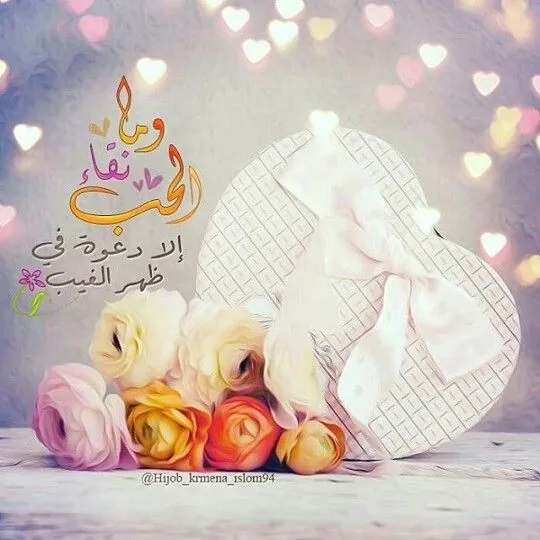 وما
نقاء
الحب
إلا دعوة في
ظهر الغيب
@Hijob_krmena_islom94